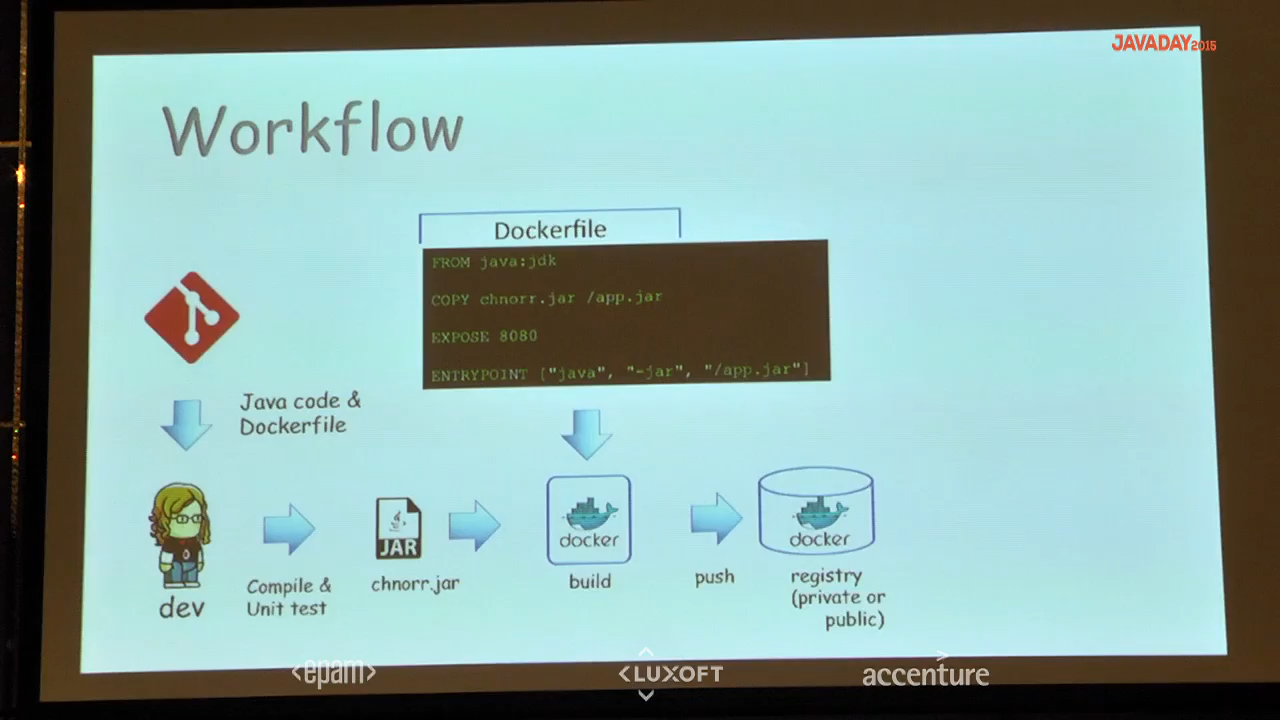 JAVADAY2015
Workflow
Dockerfile
FROM java:jdk
COPY chnorr.jar /app.jar
EXPOSE 8080
ENTRYPOINT ["java", "-jar", "/app.jar"]
Java code &
Dockerfile
dev
Compile &
Unit test
JAR
chnorr.jar
docker
build
push
docker
registry
(private or
public)
<epam>
<LUXOFT
accenture